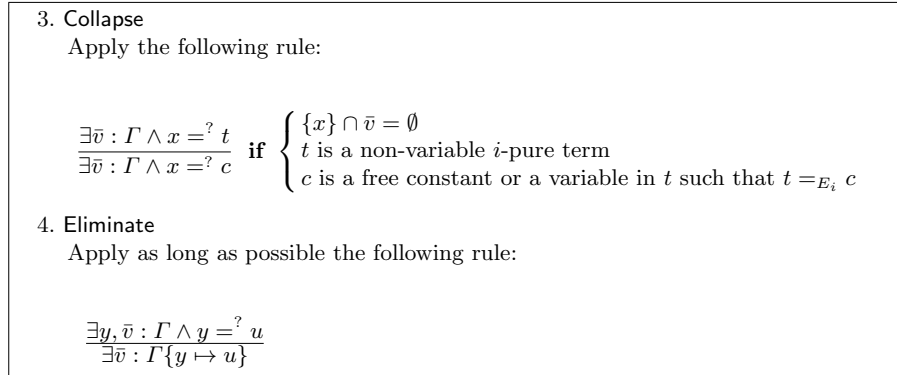 3. Collapse
Apply the following rule:
∃v̄ : Γ ∧ x =? t
∃v̄ : Γ ∧ x =? c
if
{x} ∩ v̄ = ∅
t is a non-variable i-pure term
c is a free constant or a variable in t such that t =Eᵢ c
4. Eliminate
Apply as long as possible the following rule:
∃y, v̄ : Γ ∧ y =? u
∃v̄ : Γ{y ↦ u}